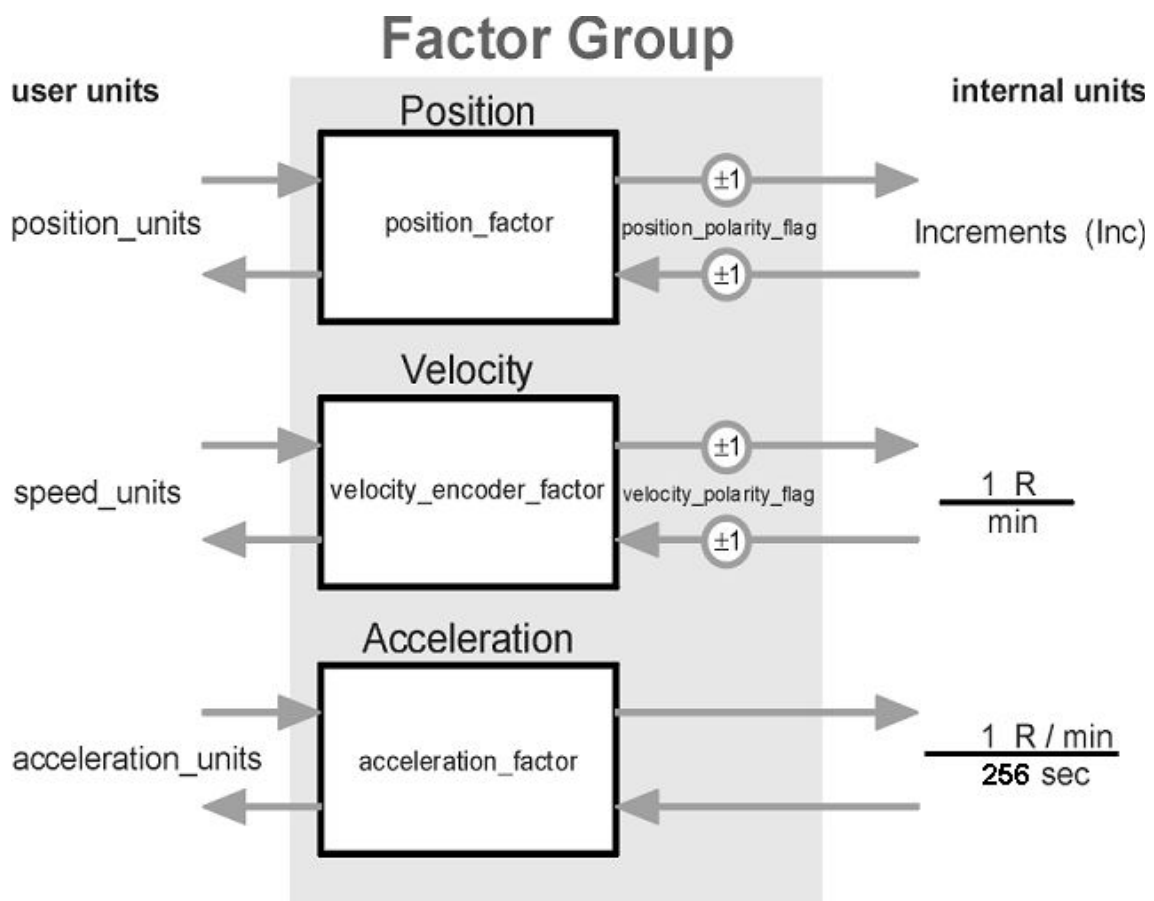 Factor Group
user units
internal units
Position
±1
position_units
position_factor
position_polarity_flag
Increments (Inc)
±1
Velocity
±1
speed_units
velocity_encoder_factor
velocity_polarity_flag
1 R
min
±1
Acceleration
acceleration_units
acceleration_factor
1 R / min
256 sec